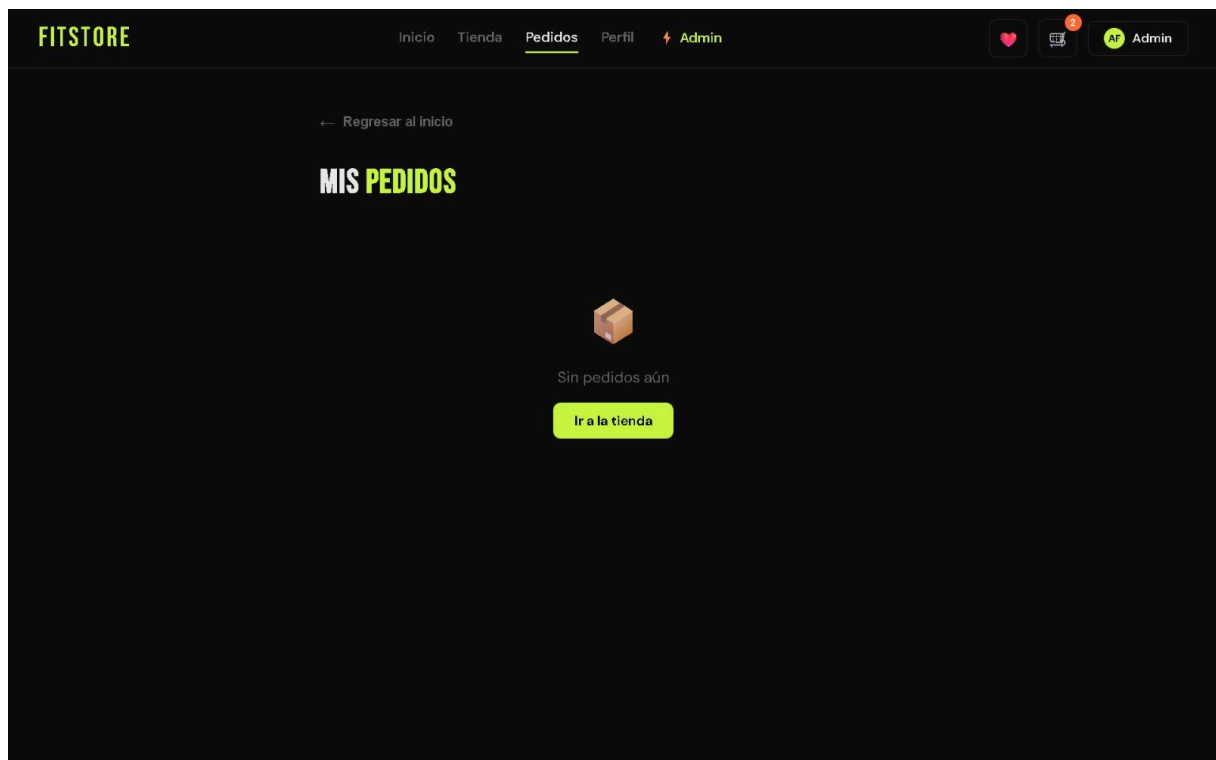 FITSTORE
Inicio Tienda Pedidos Perfil Admin
2
AF Admin
← Regresar al inicio
MIS PEDIDOS
Sin pedidos aún
Ir a la tienda